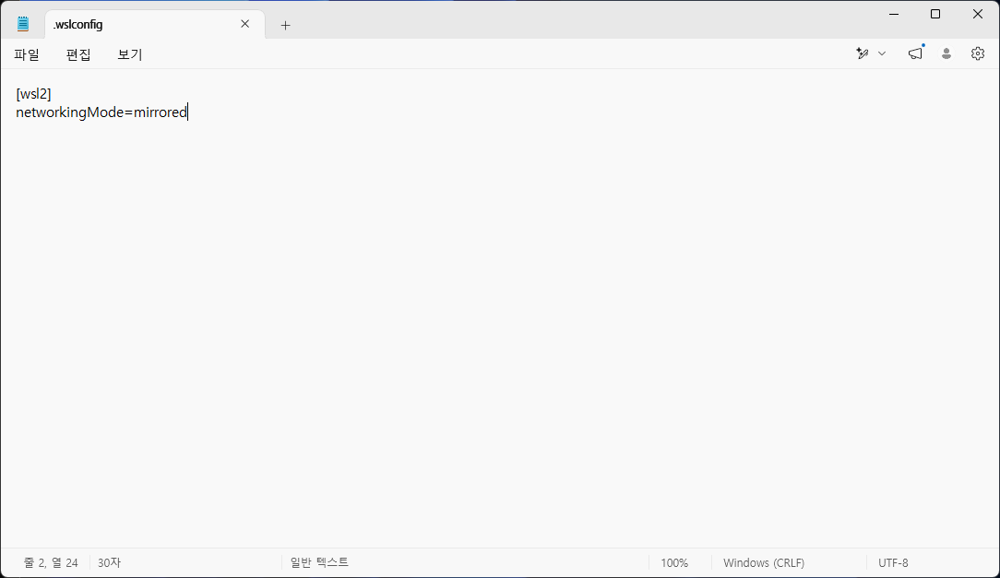 .wslconfig
파일 편집 보기
[wsl2]
networkingMode=mirrored
줄 2, 열 24 30자 일반 텍스트 100% Windows (CRLF) UTF-8